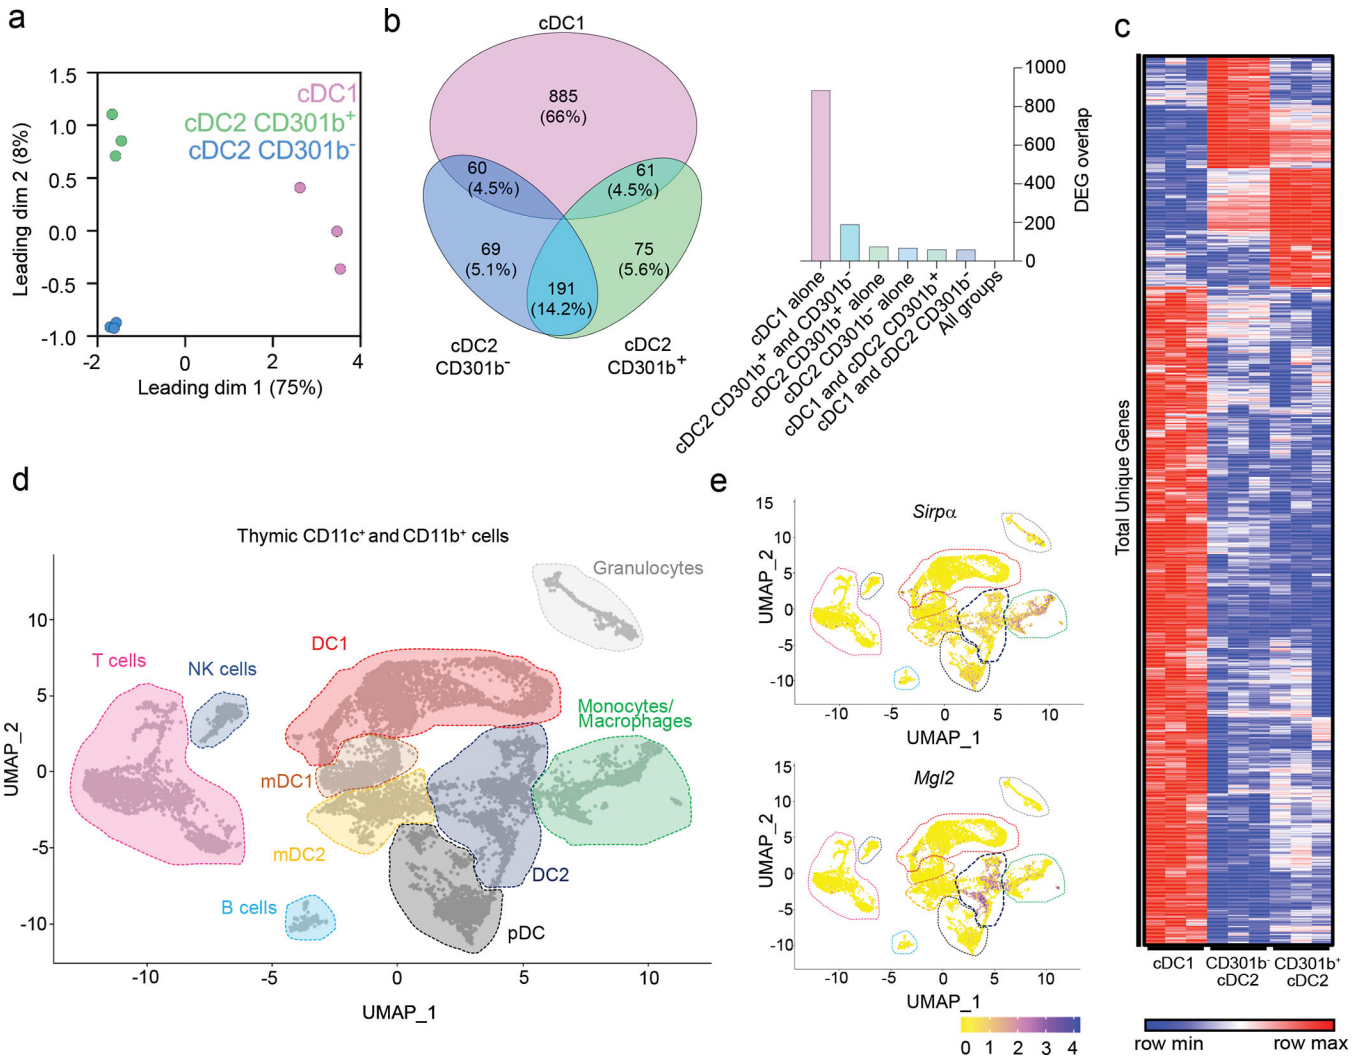 a
1.5
1.0
0.5
0.0
-0.5
-1.0
-2
0
2
4
Leading dim 2 (8%)
Leading dim 1 (75%)
cDC1
cDC2 CD301b+
cDC2 CD301b-
b
cDC1
885
(66%)
60
(4.5%)
61
(4.5%)
69
(5.1%)
75
(5.6%)
191
(14.2%)
cDC2
CD301b-
cDC2
CD301b+
1000
800
600
400
200
0
DEG overlap
cDC1 alone
cDC2 CD301b+ and CD301b-
cDC2 CD301b+ alone
cDC2 CD301b- alone
cDC1 and cDC2 CD301b+
cDC1 and cDC2 CD301b-
All groups
c
Total Unique Genes
cDC1
CD301b-
cDC2
CD301b+
cDC2
row min
row max
d
Thymic CD11c+ and CD11b+ cells
Granulocytes
DC1
T cells
NK cells
Monocytes/
Macrophages
mDC1
mDC2
DC2
B cells
pDC
10
5
0
-5
-10
UMAP_2
-10
-5
0
5
10
UMAP_1
e
Sirpα
15
10
5
0
-5
-10
UMAP_2
-10
-5
0
5
10
UMAP_1
Mgl2
15
10
5
0
-5
-10
UMAP_2
-10
-5
0
5
10
UMAP_1
0 1 2 3 4